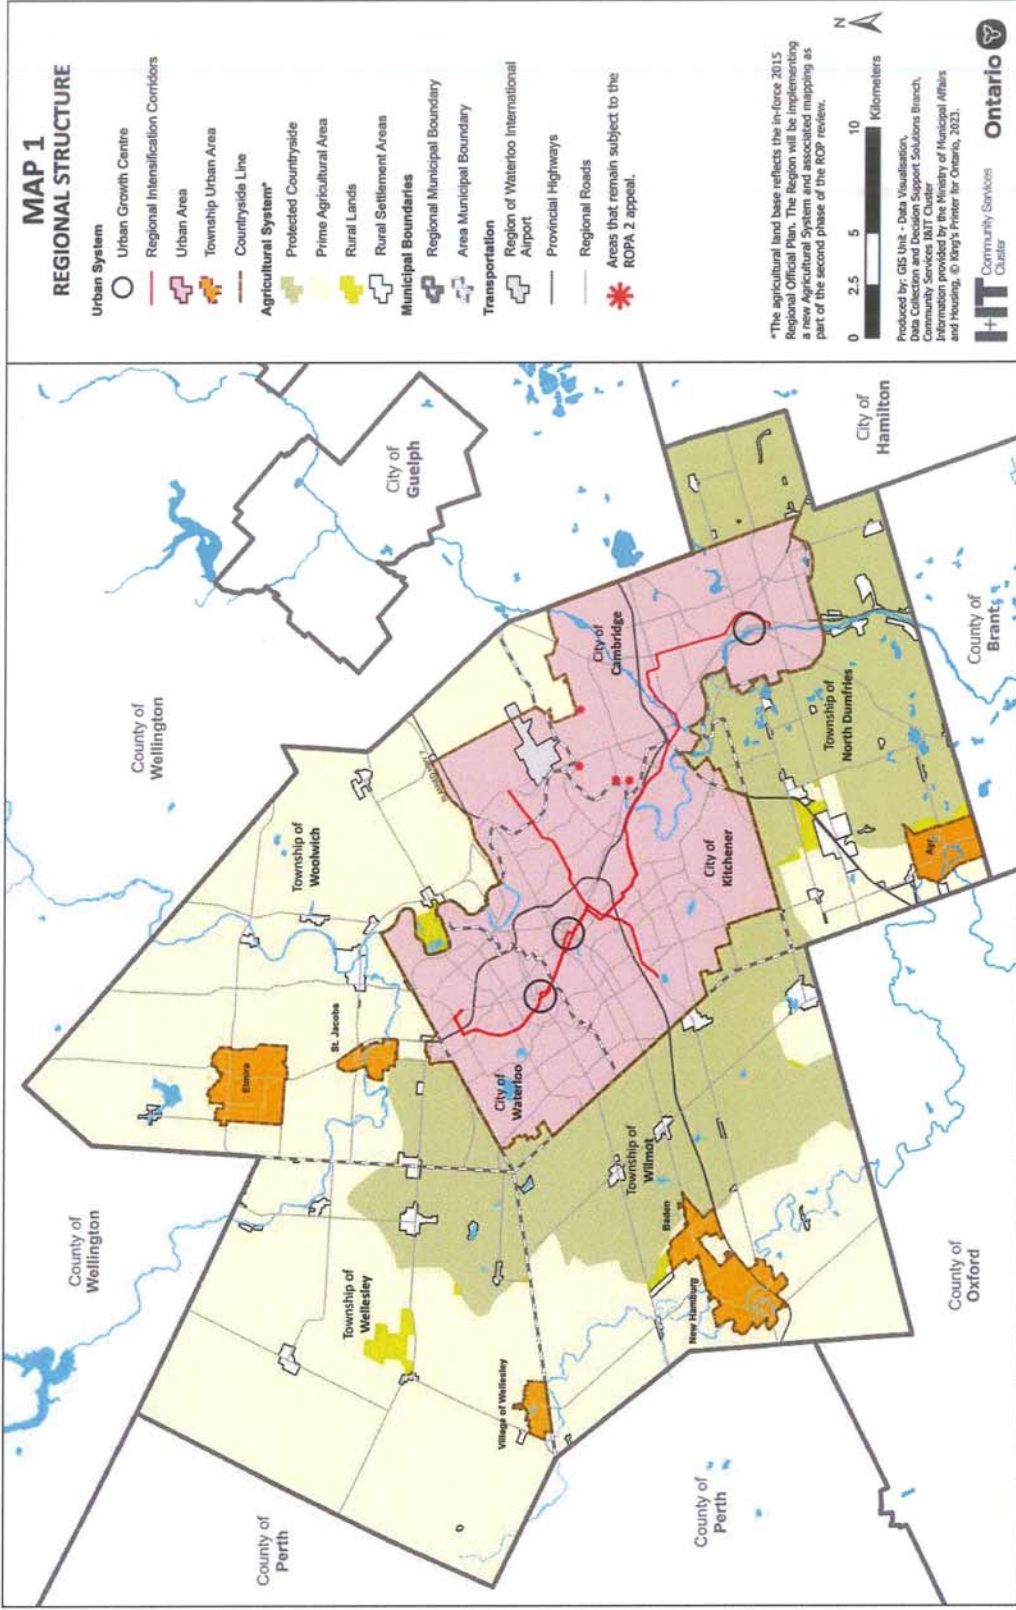 MAP 1
REGIONAL STRUCTURE
Urban System
Urban Growth Centre
Regional Intensification Corridors
Urban Area
Township Urban Area
Countryside Line
Agricultural System*
Protected Countryside
Prime Agricultural Area
Rural Lands
Rural Settlement Areas
Municipal Boundaries
Regional Municipal Boundary
Area Municipal Boundary
Transportation
Region of Waterloo International
Airport
Provincial Highways
Regional Roads
Areas that remain subject to the
ROPA 2 appeal.
*The agricultural land base reflects the in-force 2015
Regional Official Plan. The Region will be implementing
a new Agricultural System and associated mapping as
part of the second phase of the ROP review.
N
0 2.5 5 10
Kilometers
Produced by: GIS Unit - Data Visualisation,
Data Collection and Decision Support Solutions Branch,
Community Services I&IT Cluster
Information provided by the Ministry of Municipal Affairs
and Housing, © King's Printer for Ontario, 2023.
I+IT
Community Services
Cluster
Ontario
County of
Wellington
City of
Guelph
Township of
Woolwich
Elmira
St. Jacobs
County of
Wellington
Township of
Wellesley
Village of Wellesley
City of
Waterloo
City of
Cambridge
City of
Kitchener
Township of
Wilmot
Baden
New Hamburg
Township of
North Dumfries
Ayr
City of
Hamilton
County of
Brant
County of
Oxford
County of
Perth
County of
Perth